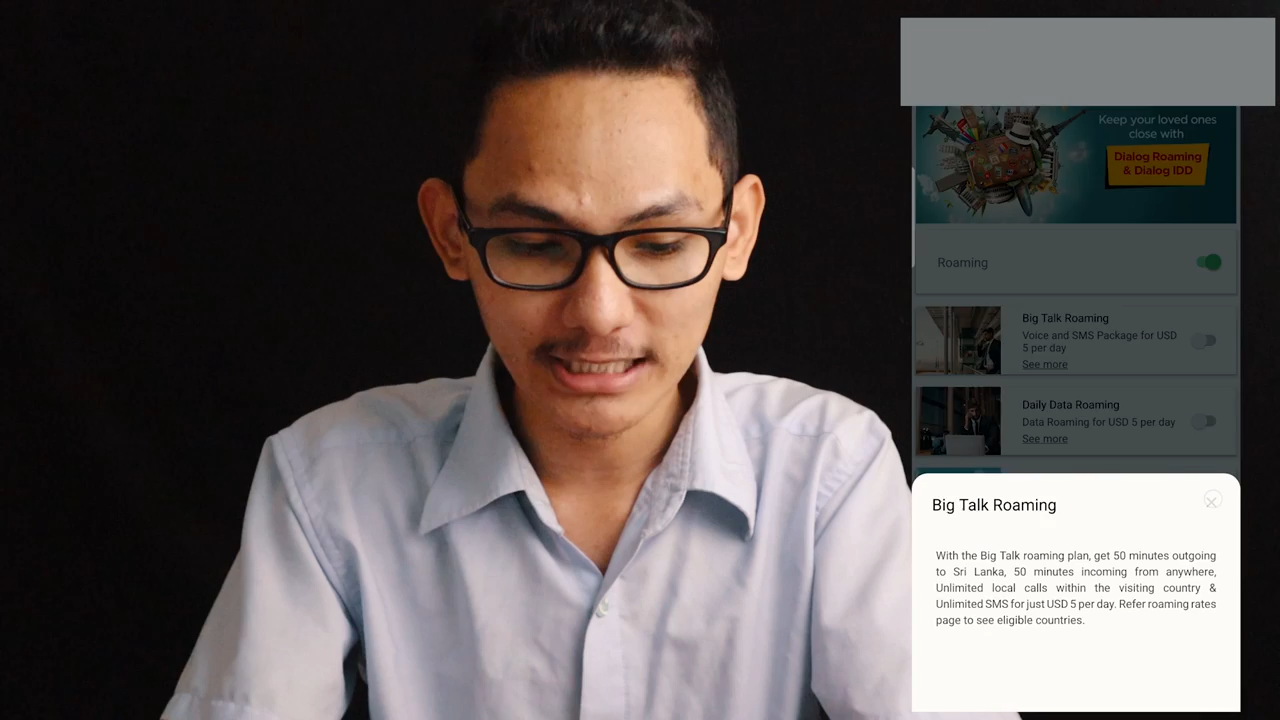 Keep your loved ones
close with
Dialog Roaming
& Dialog IDD
Roaming
Big Talk Roaming
Voice and SMS Package for USD
5 per day
See more
Daily Data Roaming
Data Roaming for USD 5 per day
See more
Big Talk Roaming
With the Big Talk roaming plan, get 50 minutes outgoing
to Sri Lanka, 50 minutes incoming from anywhere,
Unlimited local calls within the visiting country &
Unlimited SMS for just USD 5 per day. Refer roaming rates
page to see eligible countries.